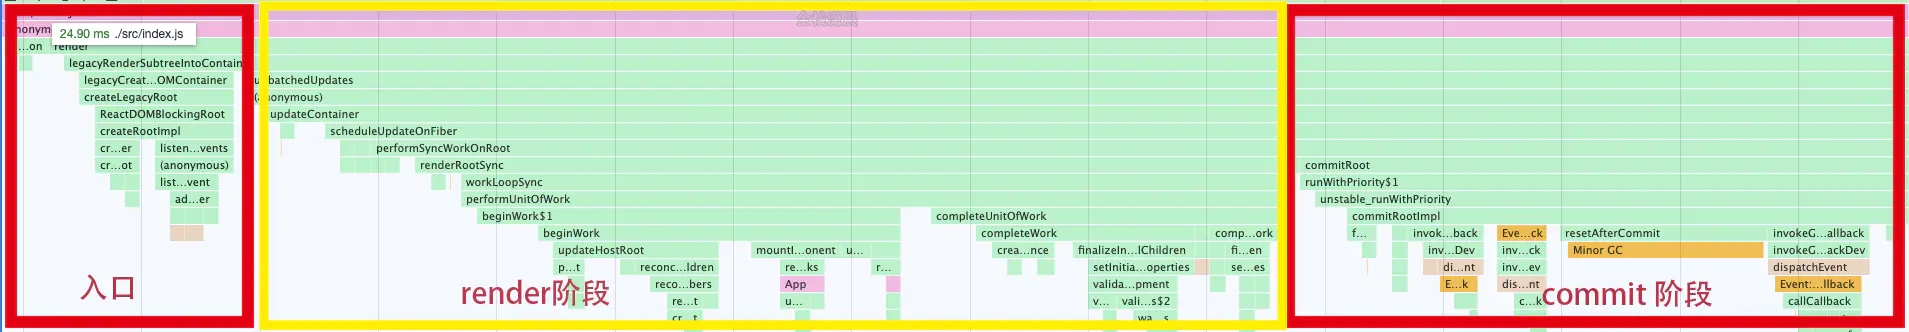 24.90 ms ./src/index.js
...on render
legacyRenderSubtreeIntoContain
legacyCreat...OMContainer
createLegacyRoot
ReactDOMBlockingRoot
createRootImpl
cr...er listen...vents
cr...ot (anonymous)
list...vent
ad...er
入口
unbatchedUpdates
(anonymous)
updateContainer
scheduleUpdateOnFiber
performSyncWorkOnRoot
renderRootSync
workLoopSync
performUnitOfWork
beginWork$1 completeUnitOfWork
beginWork completeWork comp...ork
updateHostRoot mountI...onent u... crea...nce finalizeIn...lChildren fi...en
p...t reconc...ldren re...ks r... setInitia...operties se...es
reco...bers App valida...pment
re...t u... v... vali...s$2
cr...t wa...s
render阶段
commitRoot
runWithPriority$1
unstable_runWithPriority
commitRootImpl
f... invok...back Eve...ck resetAfterCommit invokeG...allback
inv...Dev inv...ck Minor GC invokeG...ackDev
di...nt inv...ev dispatchEvent
E...k dis...nt Event:...llback
c...k callCallback
commit 阶段